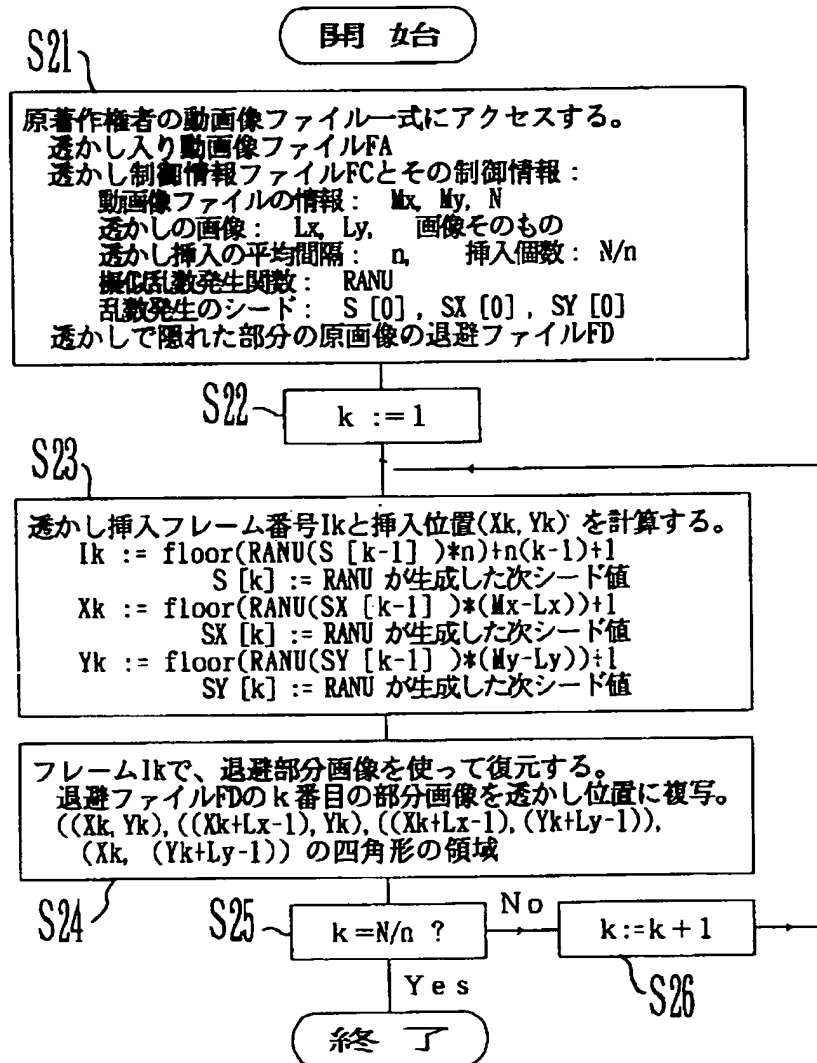 開 始
S21
原著作権者の動画像ファイル一式にアクセスする。
透かし入り動画像ファイルFA
透かし制御情報ファイルFCとその制御情報:
動画像ファイルの情報: Mx, My, N
透かしの画像: Lx, Ly, 画像そのもの
透かし挿入の平均間隔: n, 挿入個数: N/n
擬似乱数発生関数: RANU
乱数発生のシード: S [0] , SX [0] , SY [0]
透かしで隠れた部分の原画像の退避ファイルFD
S22
k :=1
S23
透かし挿入フレーム番号Ikと挿入位置(Xk, Yk) を計算する。
Ik := floor(RANU(S [k-1] )*n)+n(k-1)+1
S [k] := RANU が生成した次シード値
Xk := floor(RANU(SX [k-1] )*(Mx-Lx))+1
SX [k] := RANU が生成した次シード値
Yk := floor(RANU(SY [k-1] )*(My-Ly))+1
SY [k] := RANU が生成した次シード値
フレームIkで、退避部分画像を使って復元する。
退避ファイルFDのk番目の部分画像を透かし位置に複写。
((Xk, Yk), ((Xk+Lx-1), Yk), ((Xk+Lx-1), (Yk+Ly-1)),
(Xk, (Yk+Ly-1)) の四角形の領域
S24
S25
k=N/n ?
No
k:=k+1
S26
Yes
終 了